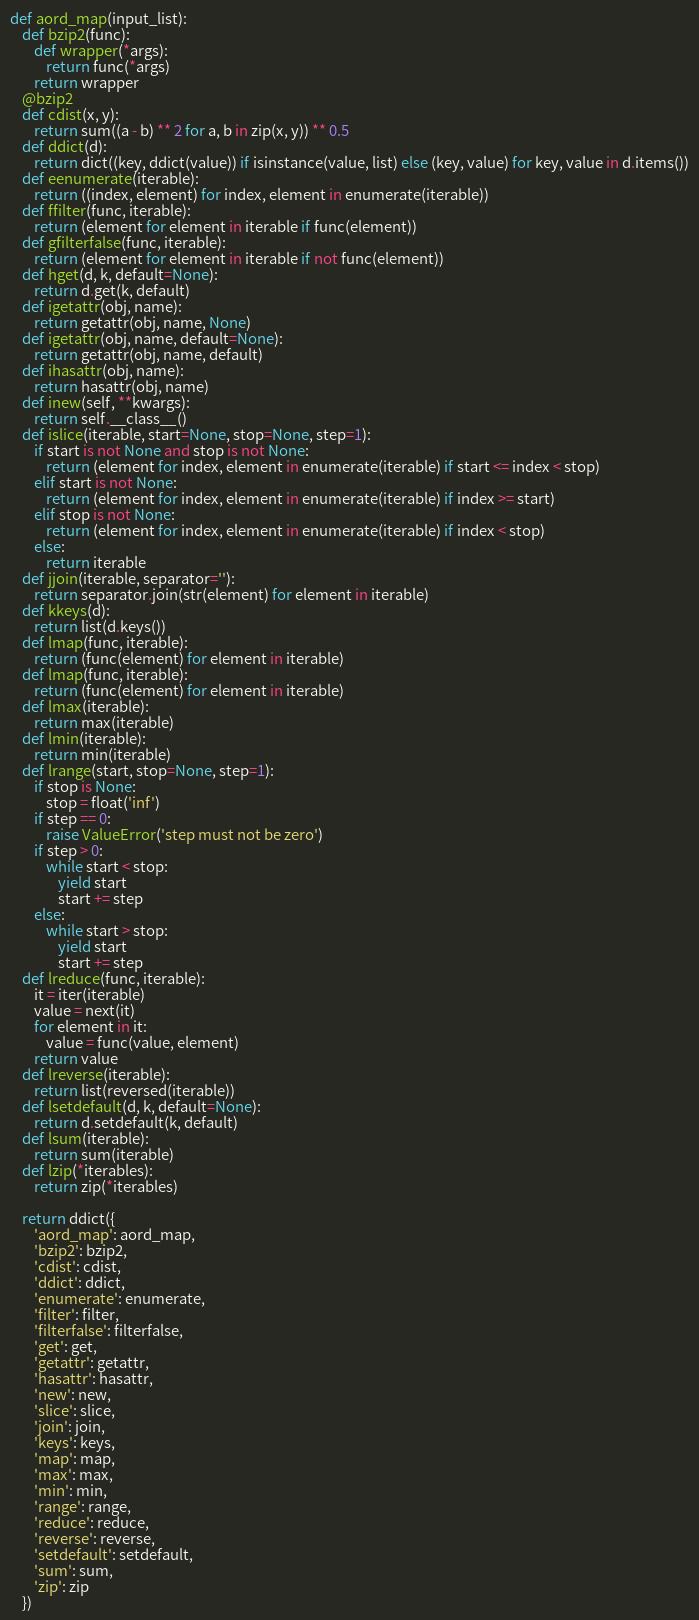 def aord_map(input_list):
    def bzip2(func):
        def wrapper(*args):
            return func(*args)
        return wrapper
    @bzip2
    def cdist(x, y):
        return sum((a - b) ** 2 for a, b in zip(x, y)) ** 0.5
    def ddict(d):
        return dict((key, ddict(value)) if isinstance(value, list) else (key, value) for key, value in d.items())
    def eenumerate(iterable):
        return ((index, element) for index, element in enumerate(iterable))
    def ffilter(func, iterable):
        return (element for element in iterable if func(element))
    def gfilterfalse(func, iterable):
        return (element for element in iterable if not func(element))
    def hget(d, k, default=None):
        return d.get(k, default)
    def igetattr(obj, name):
        return getattr(obj, name, None)
    def igetattr(obj, name, default=None):
        return getattr(obj, name, default)
    def ihasattr(obj, name):
        return hasattr(obj, name)
    def inew(self, **kwargs):
        return self.__class__()
    def islice(iterable, start=None, stop=None, step=1):
        if start is not None and stop is not None:
            return (element for index, element in enumerate(iterable) if start <= index < stop)
        elif start is not None:
            return (element for index, element in enumerate(iterable) if index >= start)
        elif stop is not None:
            return (element for index, element in enumerate(iterable) if index < stop)
        else:
            return iterable
    def jjoin(iterable, separator=''):
        return separator.join(str(element) for element in iterable)
    def kkeys(d):
        return list(d.keys())
    def lmap(func, iterable):
        return (func(element) for element in iterable)
    def lmap(func, iterable):
        return (func(element) for element in iterable)
    def lmax(iterable):
        return max(iterable)
    def lmin(iterable):
        return min(iterable)
    def lrange(start, stop=None, step=1):
        if stop is None:
            stop = float('inf')
        if step == 0:
            raise ValueError('step must not be zero')
        if step > 0:
            while start < stop:
                yield start
                start += step
        else:
            while start > stop:
                yield start
                start += step
    def lreduce(func, iterable):
        it = iter(iterable)
        value = next(it)
        for element in it:
            value = func(value, element)
        return value
    def lreverse(iterable):
        return list(reversed(iterable))
    def lsetdefault(d, k, default=None):
        return d.setdefault(k, default)
    def lsum(iterable):
        return sum(iterable)
    def lzip(*iterables):
        return zip(*iterables)

    return ddict({
        'aord_map': aord_map,
        'bzip2': bzip2,
        'cdist': cdist,
        'ddict': ddict,
        'enumerate': enumerate,
        'filter': filter,
        'filterfalse': filterfalse,
        'get': get,
        'getattr': getattr,
        'hasattr': hasattr,
        'new': new,
        'slice': slice,
        'join': join,
        'keys': keys,
        'map': map,
        'max': max,
        'min': min,
        'range': range,
        'reduce': reduce,
        'reverse': reverse,
        'setdefault': setdefault,
        'sum': sum,
        'zip': zip
    })